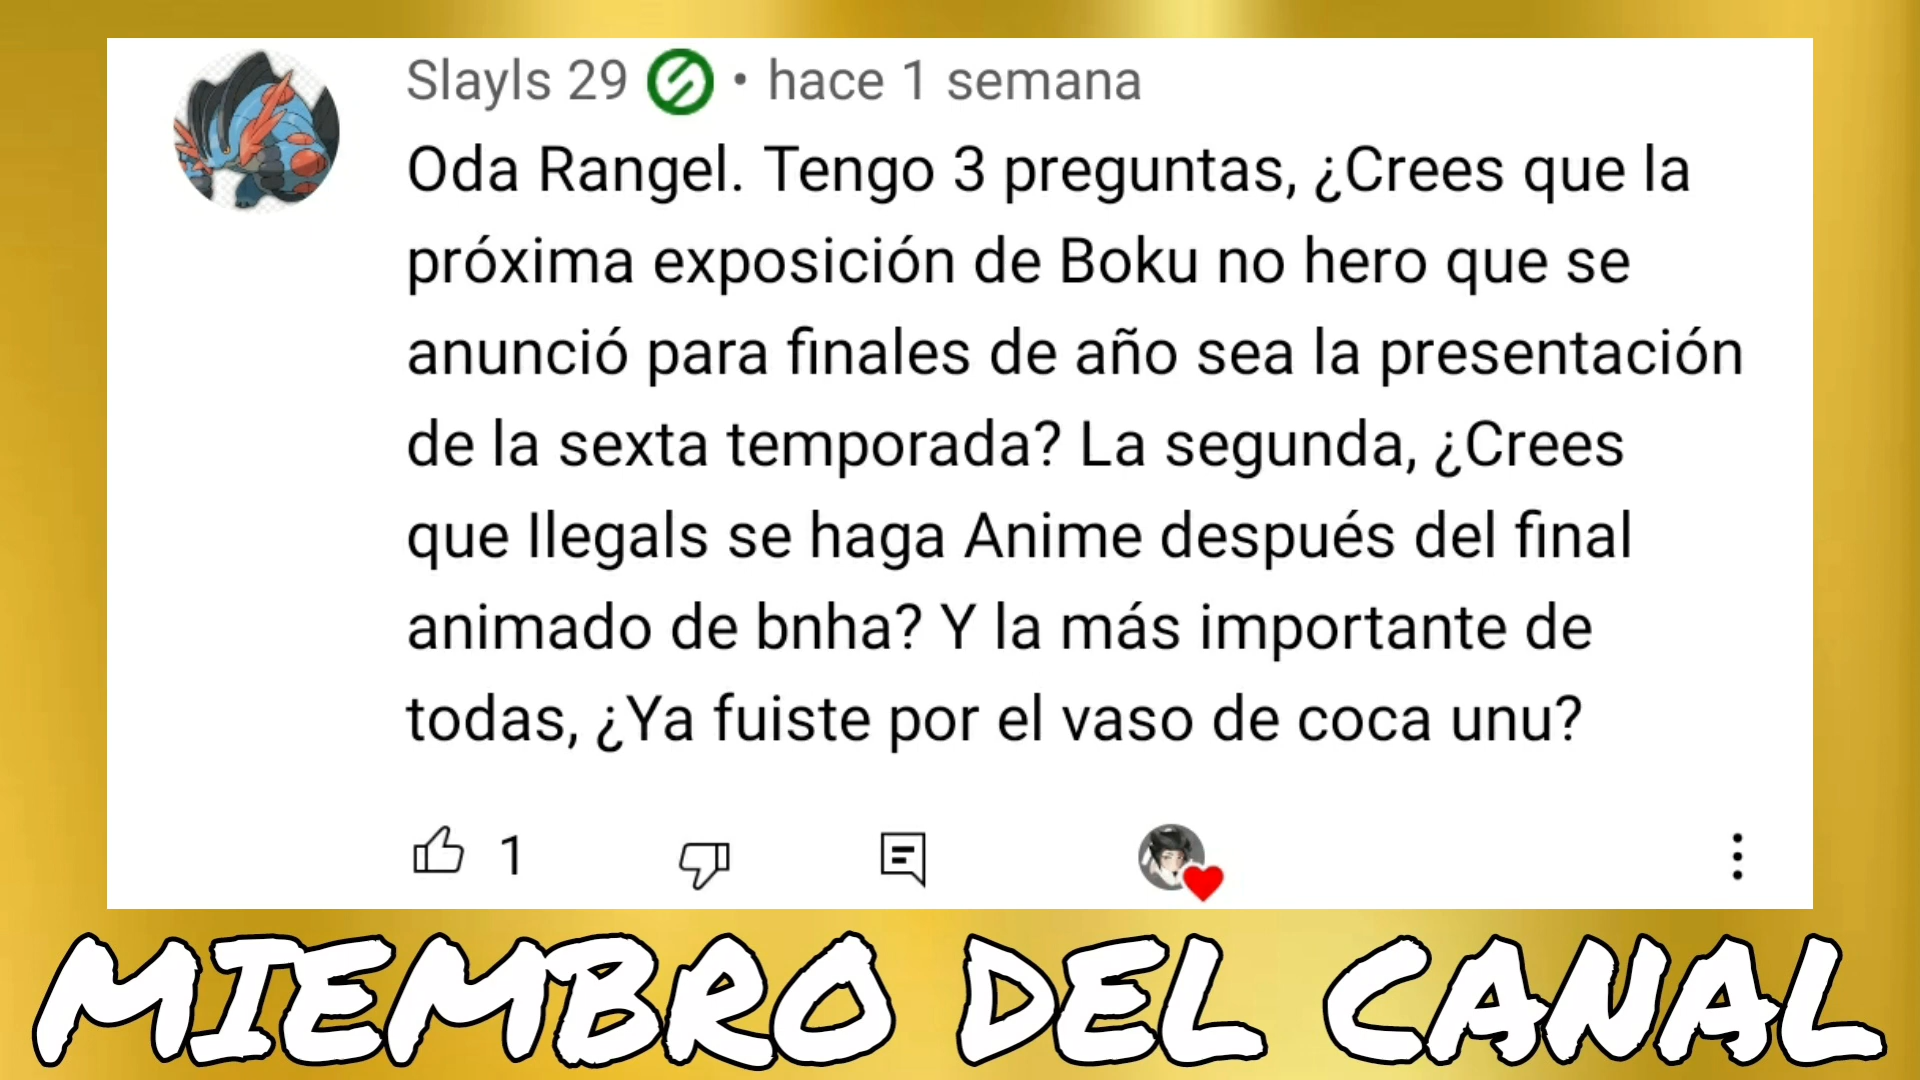 Slayls 29 • hace 1 semana
Oda Rangel. Tengo 3 preguntas, ¿Crees que la
próxima exposición de Boku no hero que se
anunció para finales de año sea la presentación
de la sexta temporada? La segunda, ¿Crees
que Ilegals se haga Anime después del final
animado de bnha? Y la más importante de
todas, ¿Ya fuiste por el vaso de coca unu?
1
MIEMBRO DEL CANAL